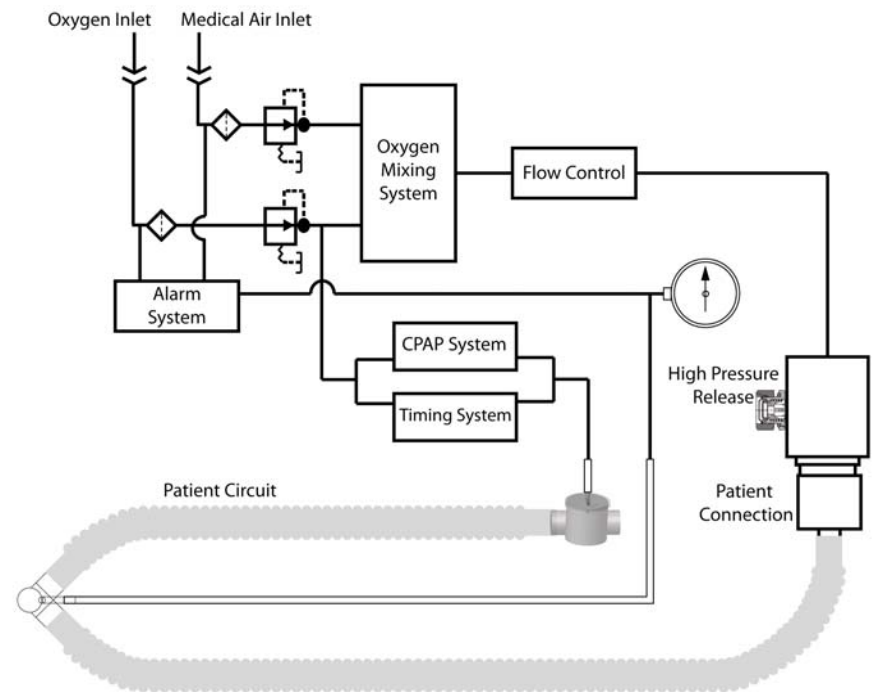 Oxygen Inlet
Medical Air Inlet
Oxygen
Mixing
System
Flow Control
Alarm
System
CPAP System
High Pressure
Release
Timing System
Patient Circuit
Patient
Connection